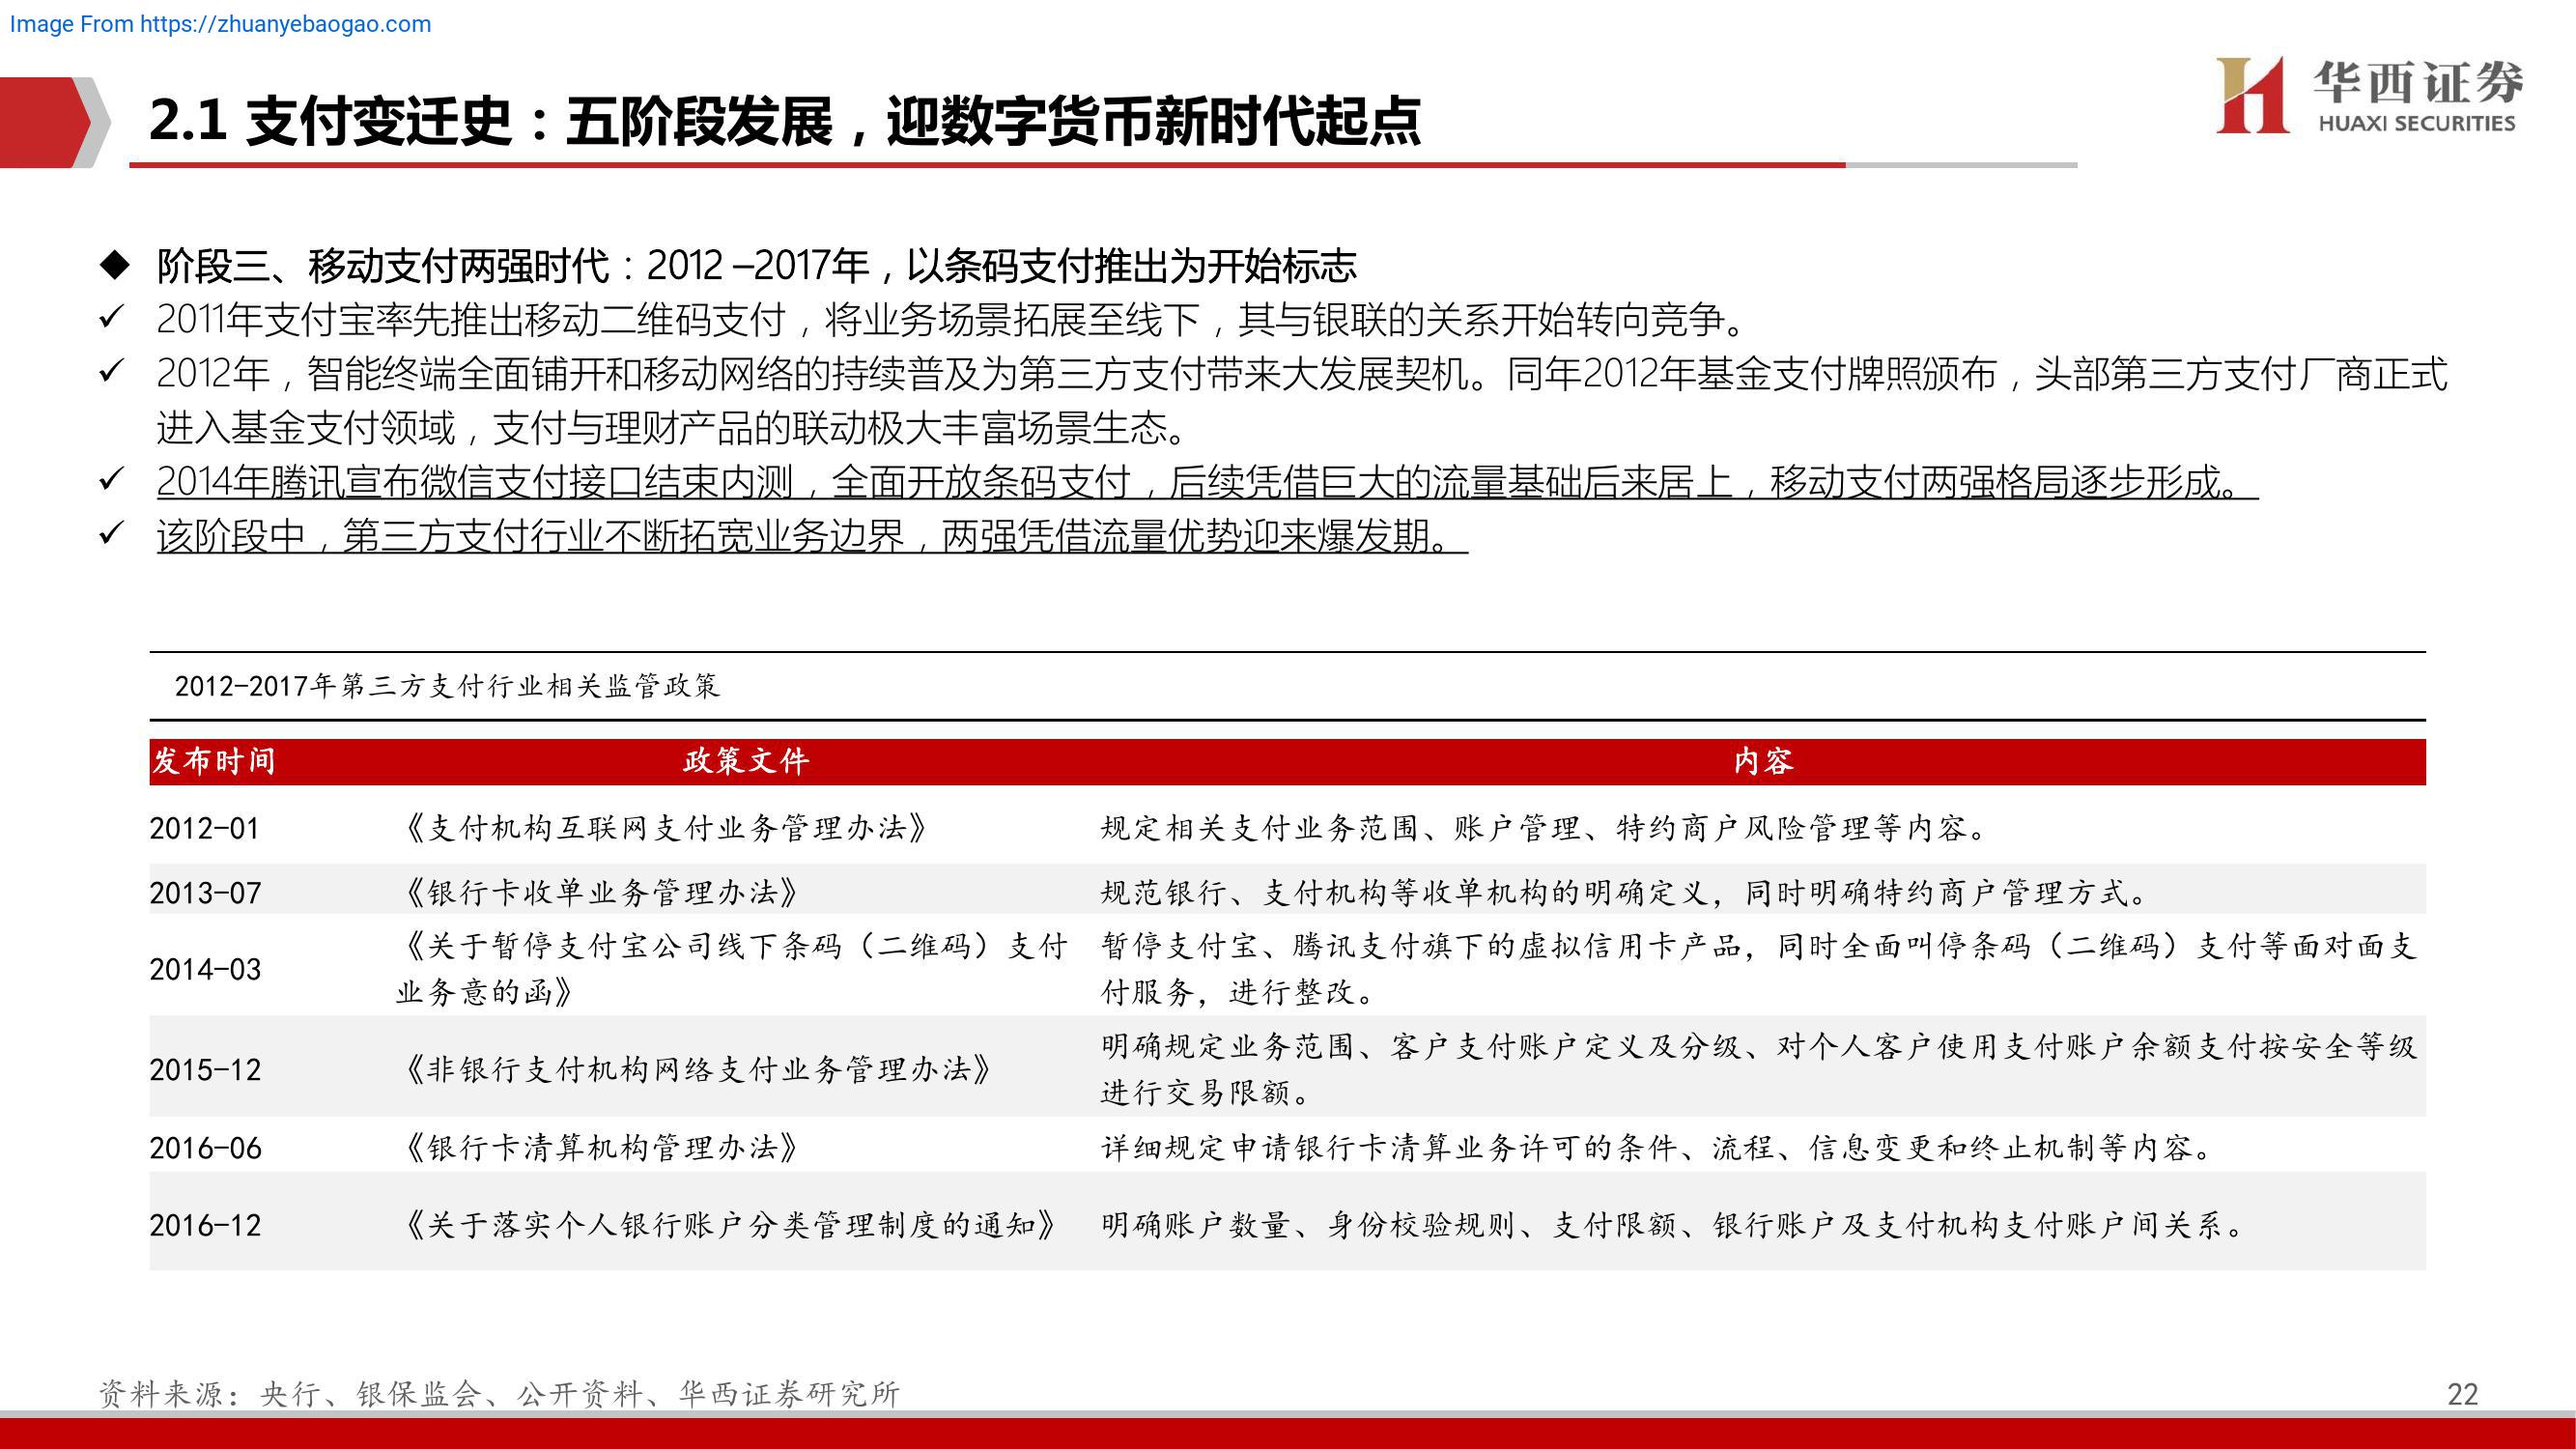 Image From https://zhuanyebaogao.com
华西证券
HUAXI SECURITIES
2.1 支付变迁史：五阶段发展，迎数字货币新时代起点
◆ 阶段三、移动支付两强时代：2012 –2017年，以条码支付推出为开始标志
✓ 2011年支付宝率先推出移动二维码支付，将业务场景拓展至线下，其与银联的关系开始转向竞争。
✓ 2012年，智能终端全面铺开和移动网络的持续普及为第三方支付带来大发展契机。同年2012年基金支付牌照颁布，头部第三方支付厂商正式
进入基金支付领域，支付与理财产品的联动极大丰富场景生态。
✓ 2014年腾讯宣布微信支付接口结束内测，全面开放条码支付，后续凭借巨大的流量基础后来居上，移动支付两强格局逐步形成。
✓ 该阶段中，第三方支付行业不断拓宽业务边界，两强凭借流量优势迎来爆发期。
2012-2017年第三方支付行业相关监管政策
发布时间 政策文件 内容
2012-01 《支付机构互联网支付业务管理办法》 规定相关支付业务范围、账户管理、特约商户风险管理等内容。
2013-07 《银行卡收单业务管理办法》 规范银行、支付机构等收单机构的明确定义，同时明确特约商户管理方式。
2014-03 《关于暂停支付宝公司线下条码（二维码）支付
业务意的函》 暂停支付宝、腾讯支付旗下的虚拟信用卡产品，同时全面叫停条码（二维码）支付等面对面支
付服务，进行整改。
2015-12 《非银行支付机构网络支付业务管理办法》 明确规定业务范围、客户支付账户定义及分级、对个人客户使用支付账户余额支付按安全等级
进行交易限额。
2016-06 《银行卡清算机构管理办法》 详细规定申请银行卡清算业务许可的条件、流程、信息变更和终止机制等内容。
2016-12 《关于落实个人银行账户分类管理制度的通知》 明确账户数量、身份校验规则、支付限额、银行账户及支付机构支付账户间关系。
资料来源：央行、银保监会、公开资料、华西证券研究所
22